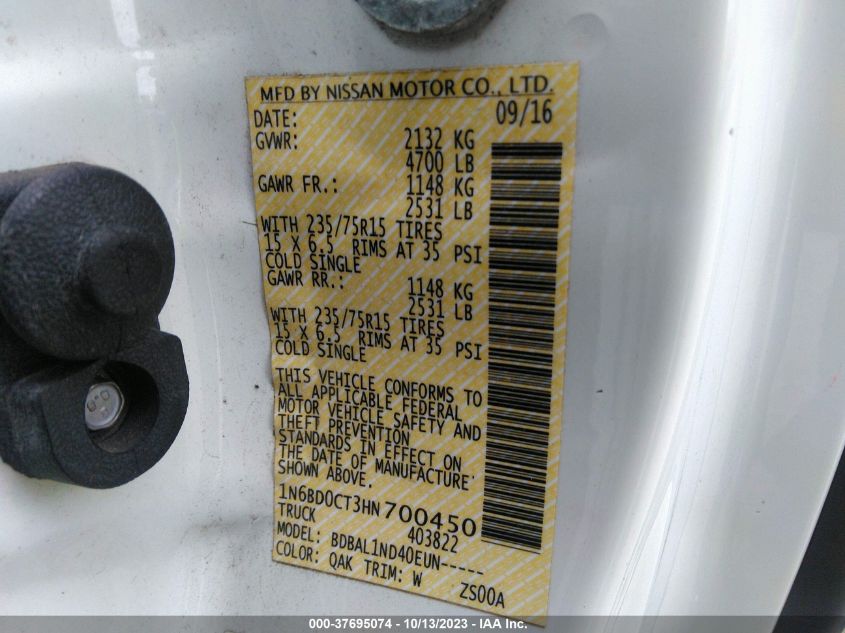 MFD BY NISSAN MOTOR CO., LTD.
DATE: 09/16
GVWR: 2132 KG
4700 LB
GAWR FR.: 1148 KG
2531 LB
WITH 235/75R15 TIRES
15 X 6.5 RIMS AT 35 PSI
COLD SINGLE
GAWR RR.: 1148 KG
2531 LB
WITH 235/75R15 TIRES
15 X 6.5 RIMS AT 35 PSI
COLD SINGLE
THIS VEHICLE CONFORMS TO
ALL APPLICABLE FEDERAL
MOTOR VEHICLE SAFETY AND
THEFT PREVENTION
STANDARDS IN EFFECT ON
THE DATE OF MANUFACTURE
SHOWN ABOVE.
1N6BD0CT3HN700450
TRUCK 403822
MODEL: BDBAL1ND40EUN-----
COLOR: QAK TRIM: W ZS00A
000-37695074 - 10/13/2023 - IAA Inc.